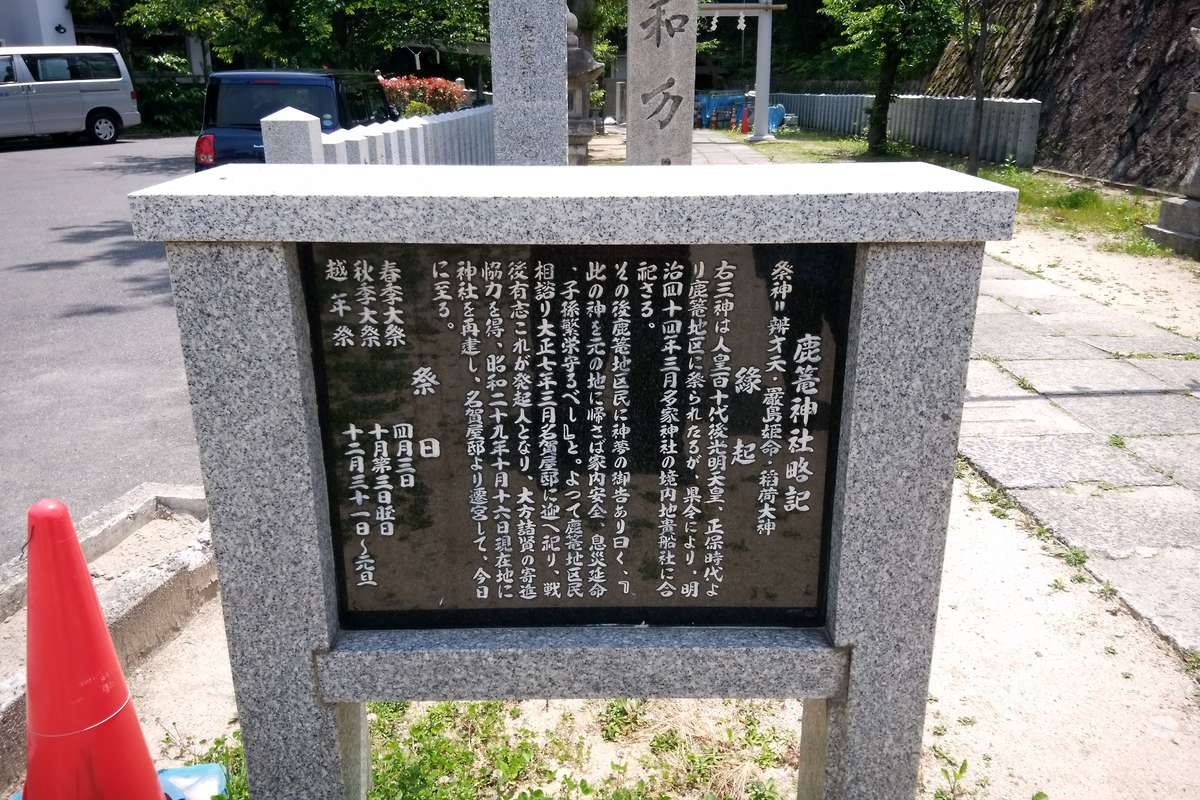 鹿篭神社略記
祭神＝辨才天・嚴島姫命・稲荷大神
縁起
右三神は人皇百十代後光明天皇、正保時代よ
り鹿篭地区に祭られたるが、県令により、明
治四十四年三月多家神社の境内地貴船社に合
記さる。
その後鹿篭地区民に神夢の御告あり曰く、『
此の神を元の地に帰さば家内安全、息災延命
、子孫繁栄守るべし』と。よつて鹿篭地区民
相諮り大正七年三月名賀屋邸に迎へ祀り、戦
後有志これが発起人となり、大方諸賢の寄進
協力を得、昭和二十九年十月十六日現在地に
神社を再建し、名賀屋邸より遷宮して、今日
に至る。
祭日
春季大祭 四月三日
秋季大祭 十月第三日曜日
越年祭 十二月三十一日～元旦
和万